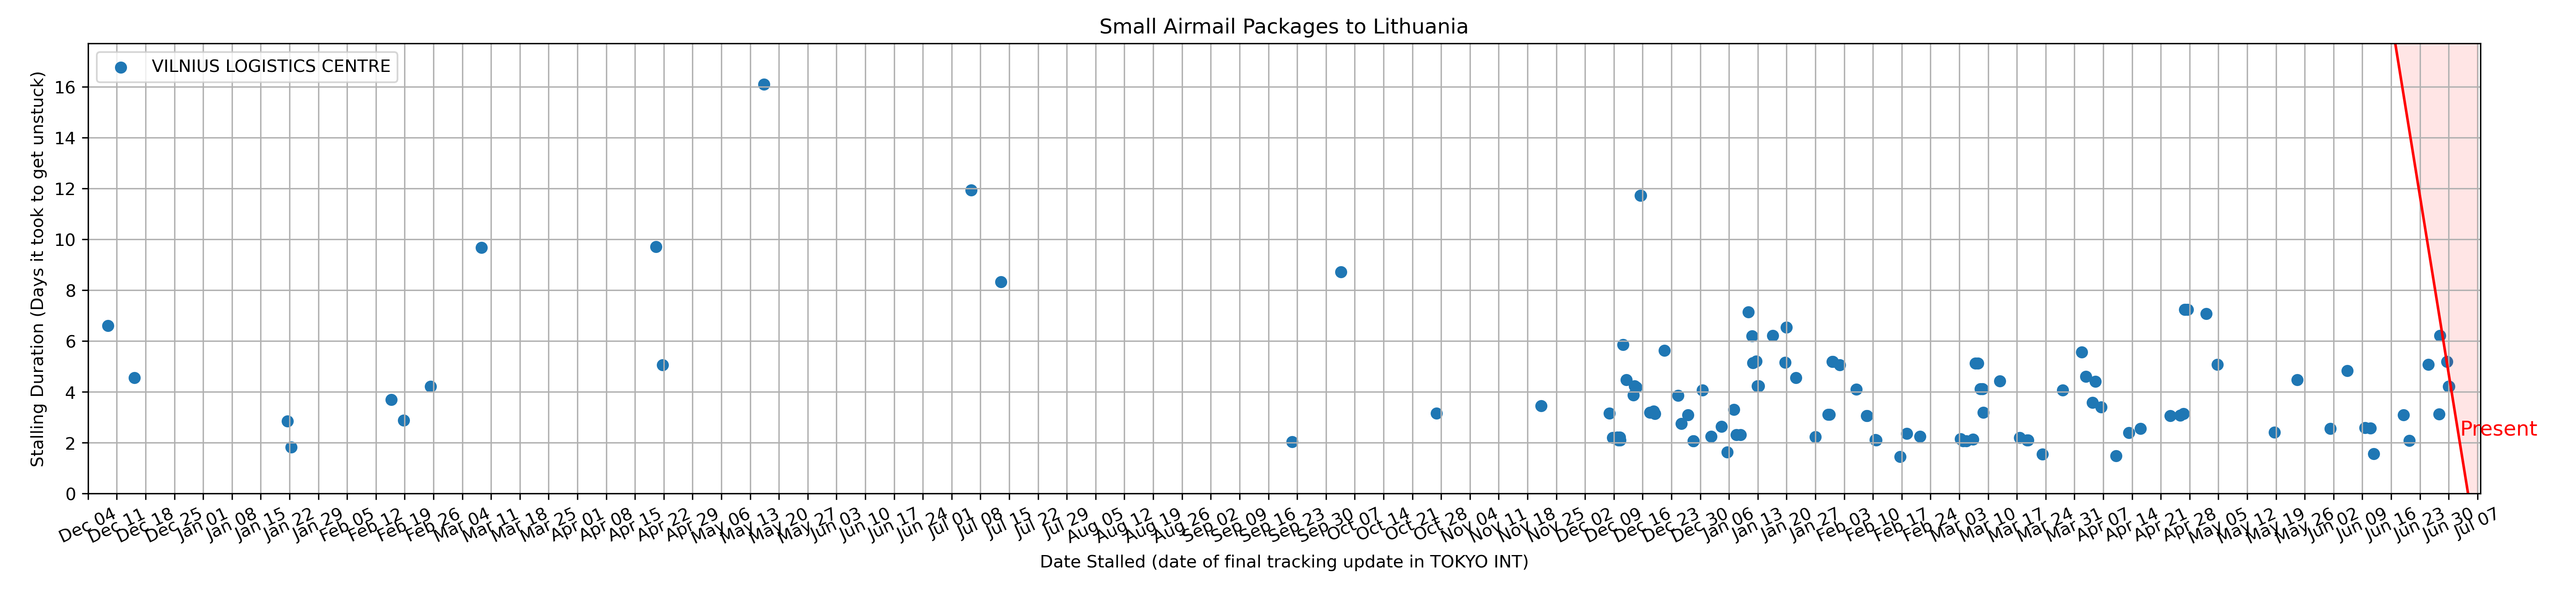 Small Airmail Packages to Lithuania
VILNIUS LOGISTICS CENTRE
Stalling Duration (Days it took to get unstuck)
16
14
12
10
8
6
4
2
0
Present
Dec 04 Dec 11 Dec 18 Dec 25 Jan 01 Jan 08 Jan 15 Jan 22 Jan 29 Feb 05 Feb 12 Feb 19 Feb 26 Mar 04 Mar 11 Mar 18 Mar 25 Apr 01 Apr 08 Apr 15 Apr 22 Apr 29 May 06 May 13 May 20 May 27 Jun 03 Jun 10 Jun 17 Jun 24 Jul 01 Jul 08 Jul 15 Jul 22 Jul 29 Aug 05 Aug 12 Aug 19 Aug 26 Sep 02 Sep 09 Sep 16 Sep 23 Sep 30 Oct 07 Oct 14 Oct 21 Oct 28 Nov 04 Nov 11 Nov 18 Nov 25 Dec 02 Dec 09 Dec 16 Dec 23 Dec 30 Jan 06 Jan 13 Jan 20 Jan 27 Feb 03 Feb 10 Feb 17 Feb 24 Mar 03 Mar 10 Mar 17 Mar 24 Mar 31 Apr 07 Apr 14 Apr 21 Apr 28 May 05 May 12 May 19 May 26 Jun 02 Jun 09 Jun 16 Jun 23 Jun 30 Jul 07
Date Stalled (date of final tracking update in TOKYO INT)